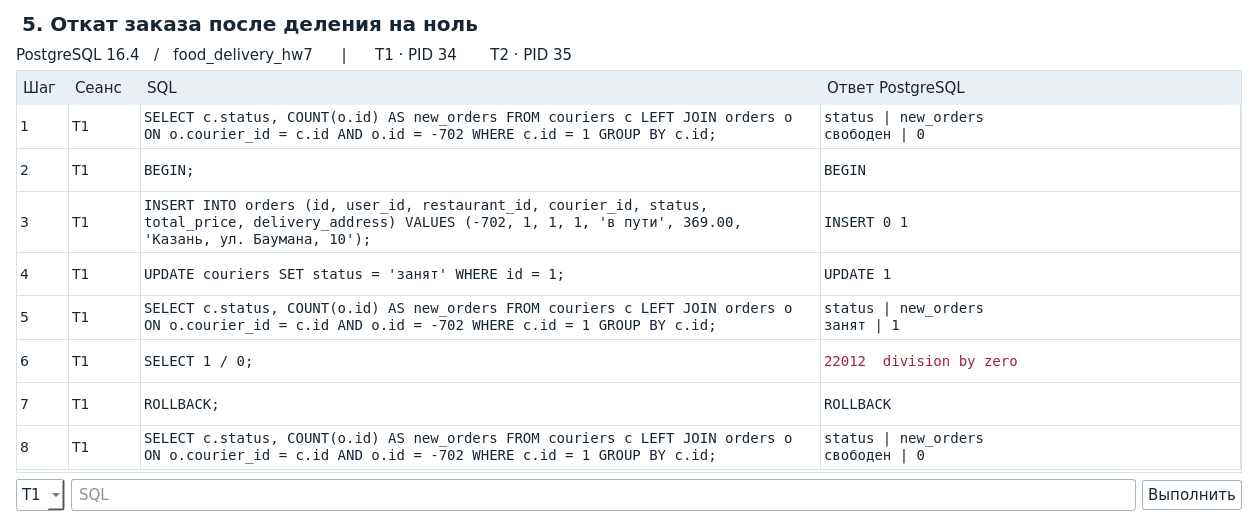 5. Откат заказа после деления на ноль
PostgreSQL 16.4 / food_delivery_hw7 | T1 · PID 34 T2 · PID 35
Шаг Сеанс SQL Ответ PostgreSQL
1 T1 SELECT c.status, COUNT(o.id) AS new_orders FROM couriers c LEFT JOIN orders o status | new_orders
ON o.courier_id = c.id AND o.id = -702 WHERE c.id = 1 GROUP BY c.id; свободен | 0
2 T1 BEGIN; BEGIN
INSERT INTO orders (id, user_id, restaurant_id, courier_id, status,
3 T1 total_price, delivery_address) VALUES (-702, 1, 1, 1, 'в пути', 369.00, INSERT 0 1
'Казань, ул. Баумана, 10');
4 T1 UPDATE couriers SET status = 'занят' WHERE id = 1; UPDATE 1
5 T1 SELECT c.status, COUNT(o.id) AS new_orders FROM couriers c LEFT JOIN orders o status | new_orders
ON o.courier_id = c.id AND o.id = -702 WHERE c.id = 1 GROUP BY c.id; занят | 1
6 T1 SELECT 1 / 0; 22012 division by zero
7 T1 ROLLBACK; ROLLBACK
8 T1 SELECT c.status, COUNT(o.id) AS new_orders FROM couriers c LEFT JOIN orders o status | new_orders
ON o.courier_id = c.id AND o.id = -702 WHERE c.id = 1 GROUP BY c.id; свободен | 0
T1 SQL Выполнить